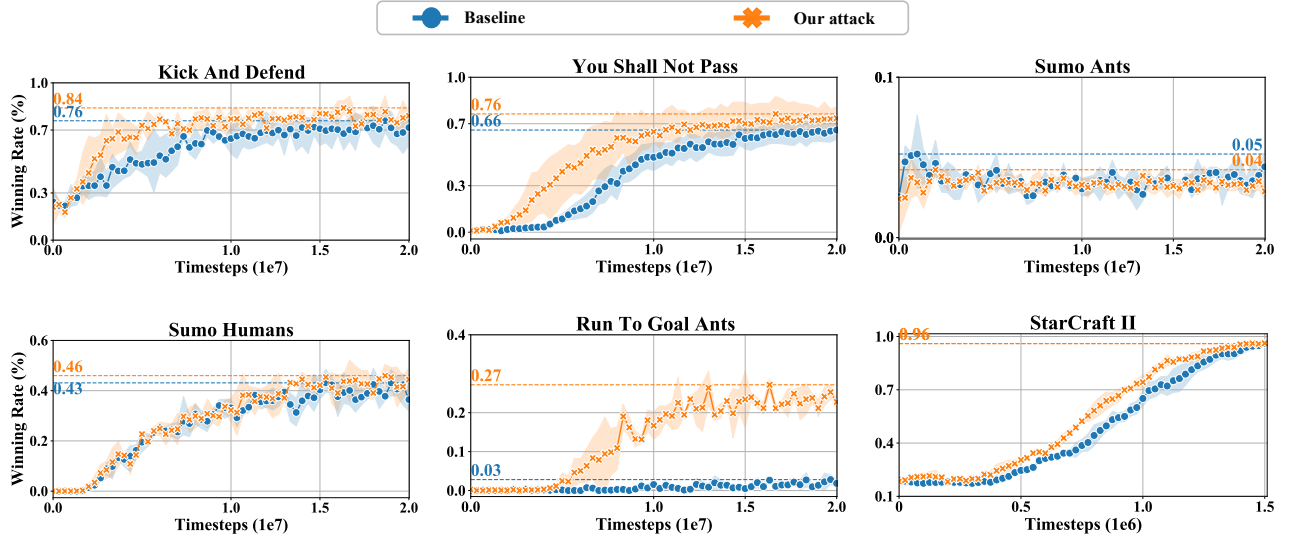 Baseline Our attack
Kick And Defend
Winning Rate (%)
1.0
0.7
0.3
0.0
0.84
0.76
0.0 1.0 1.5 2.0
Timesteps (1e7)
You Shall Not Pass
1.0
0.7
0.3
0.0
0.76
0.66
0.0 1.0 1.5 2.0
Timesteps (1e7)
Sumo Ants
0.1
0.0
0.05
0.04
0.0 1.0 2.0
Timesteps (1e7)
Sumo Humans
Winning Rate (%)
0.6
0.4
0.2
0.0
0.46
0.43
0.0 1.0 1.5 2.0
Timesteps (1e7)
Run To Goal Ants
0.4
0.2
0.0
0.27
0.03
0.0 1.0 1.5 2.0
Timesteps (1e7)
StarCraft II
1.0
0.7
0.4
0.1
0.96
0 0.5 1.0 1.5
Timesteps (1e6)